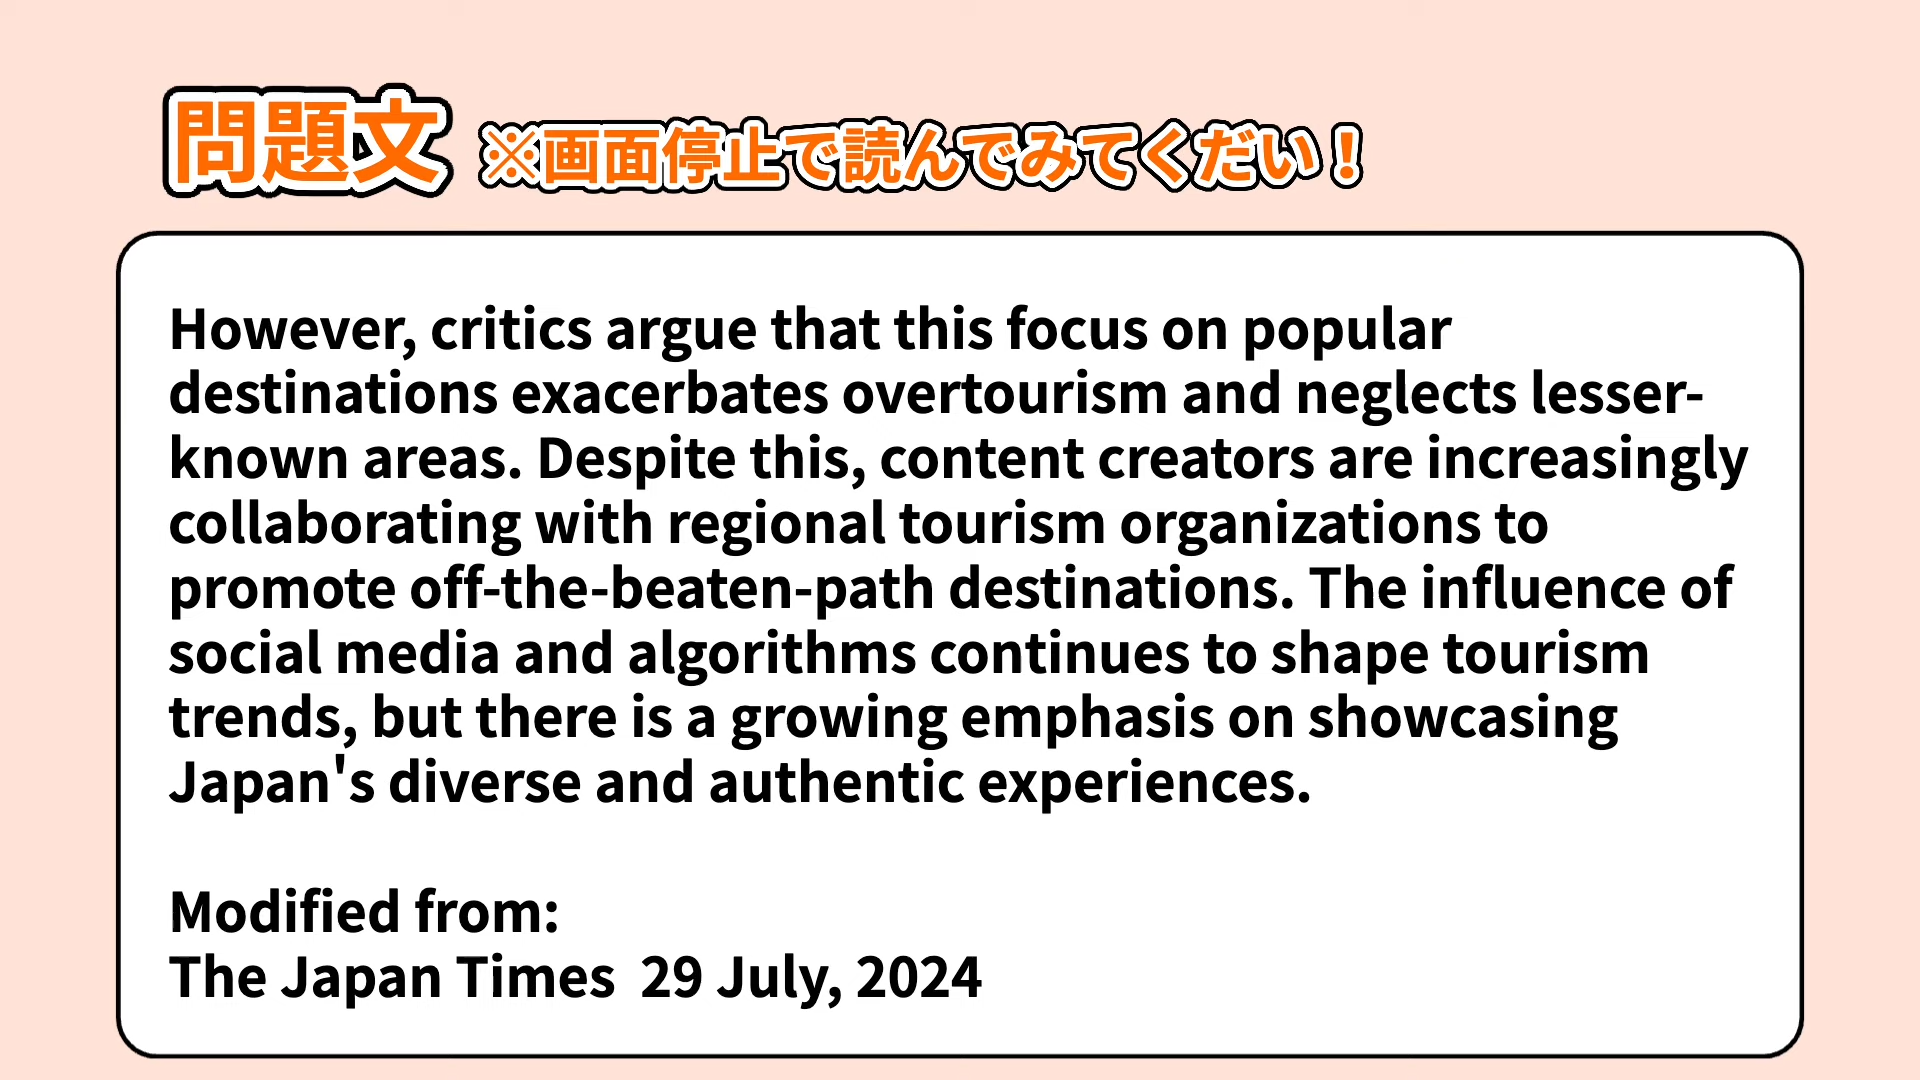 問題文 ※画面停止で読んでみてくだい！
However, critics argue that this focus on popular
destinations exacerbates overtourism and neglects lesser-
known areas. Despite this, content creators are increasingly
collaborating with regional tourism organizations to
promote off-the-beaten-path destinations. The influence of
social media and algorithms continues to shape tourism
trends, but there is a growing emphasis on showcasing
Japan's diverse and authentic experiences.
Modified from:
The Japan Times 29 July, 2024